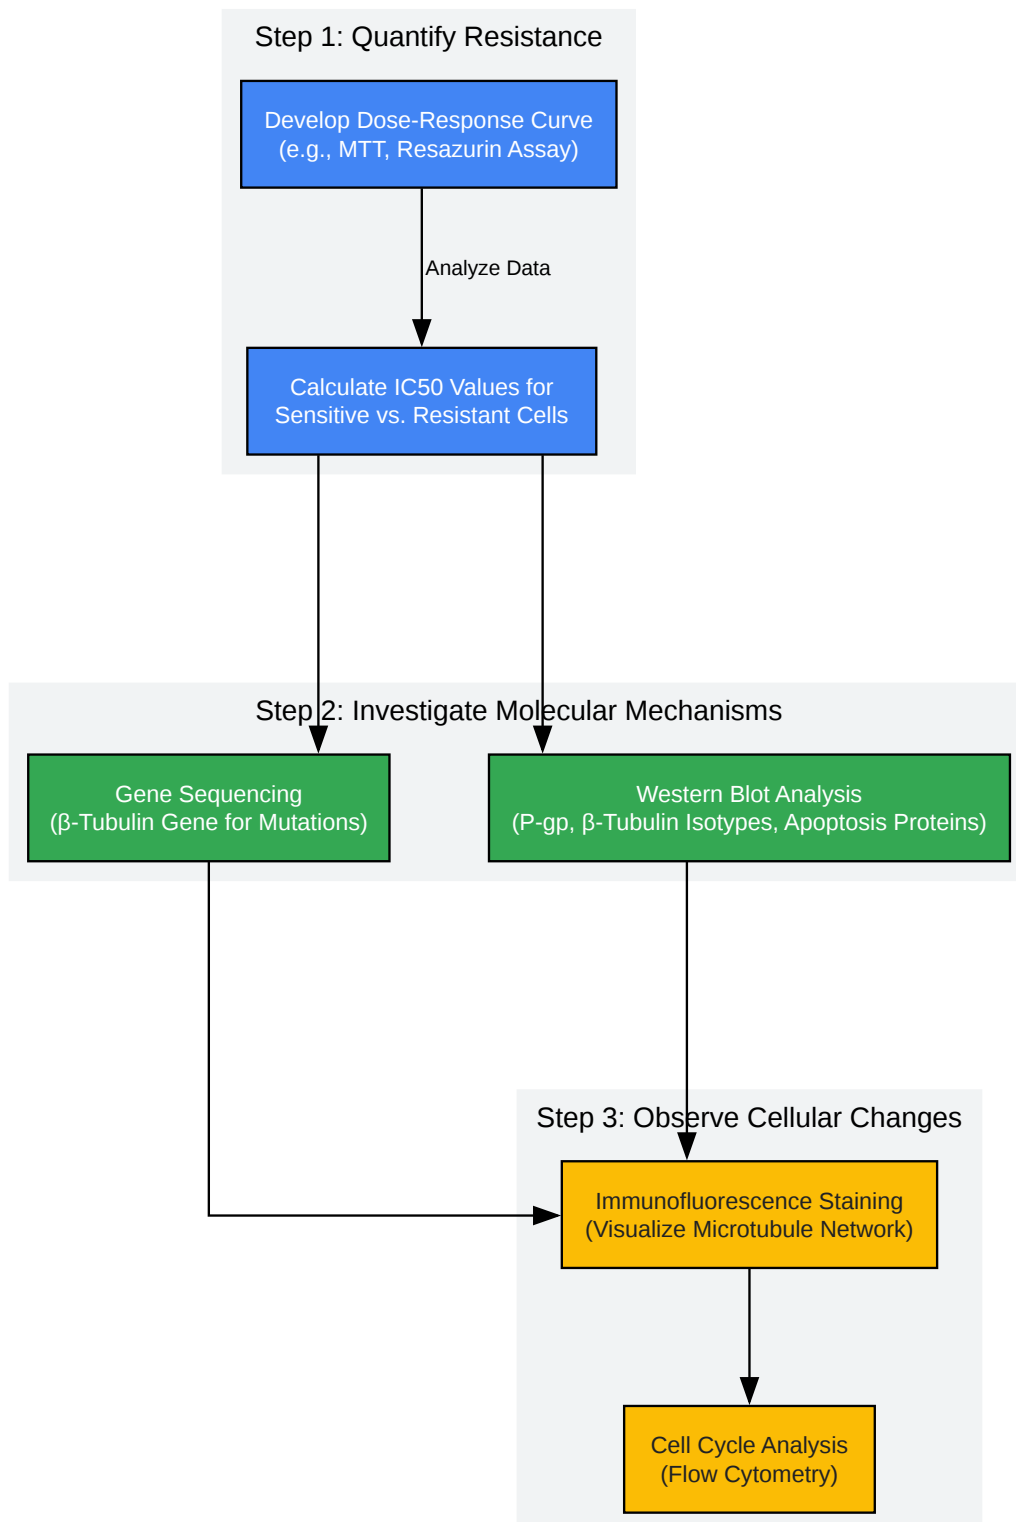 Step 1: Quantify Resistance
Develop Dose-Response Curve
(e.g., MTT, Resazurin Assay)
Analyze Data
Calculate IC50 Values for
Sensitive vs. Resistant Cells
Step 2: Investigate Molecular Mechanisms
Gene Sequencing
(β-Tubulin Gene for Mutations)
Western Blot Analysis
(P-gp, β-Tubulin Isotypes, Apoptosis Proteins)
Step 3: Observe Cellular Changes
Immunofluorescence Staining
(Visualize Microtubule Network)
Cell Cycle Analysis
(Flow Cytometry)